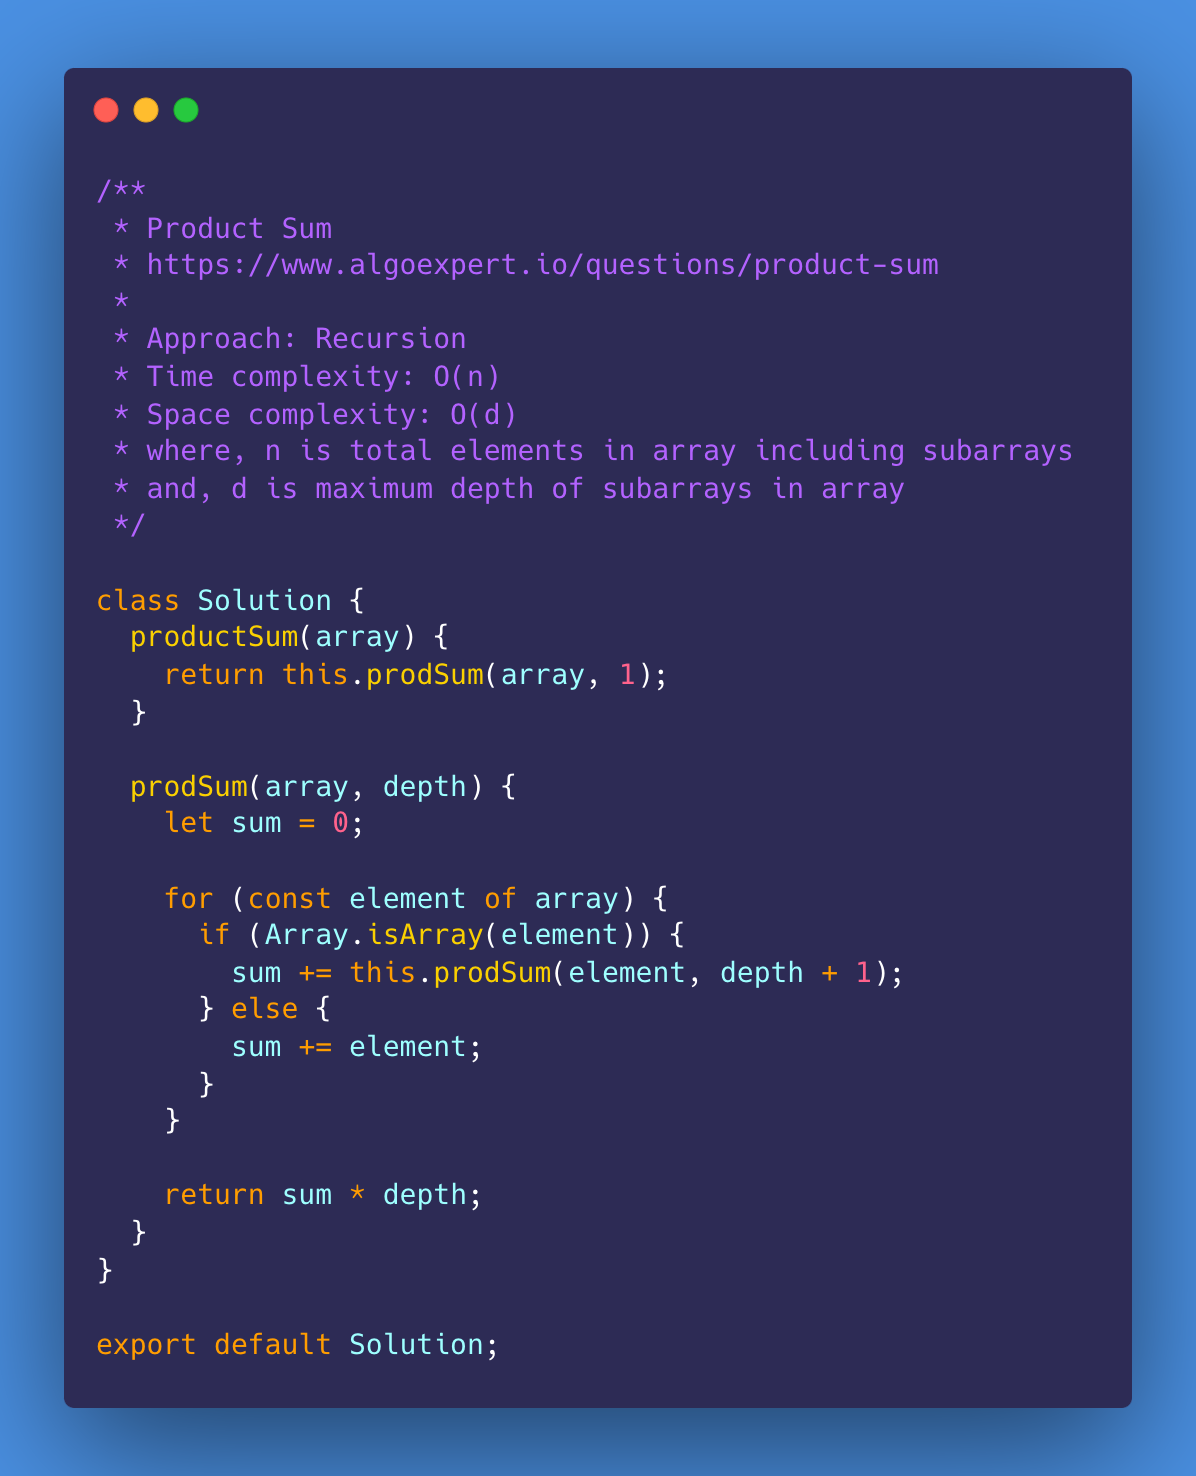 /**
 * Product Sum
 * https://www.algoexpert.io/questions/product-sum
 *
 * Approach: Recursion
 * Time complexity: O(n)
 * Space complexity: O(d)
 * where, n is total elements in array including subarrays
 * and, d is maximum depth of subarrays in array
 */

class Solution {
  productSum(array) {
    return this.prodSum(array, 1);
  }

  prodSum(array, depth) {
    let sum = 0;

    for (const element of array) {
      if (Array.isArray(element)) {
        sum += this.prodSum(element, depth + 1);
      } else {
        sum += element;
      }
    }

    return sum * depth;
  }
}

export default Solution;